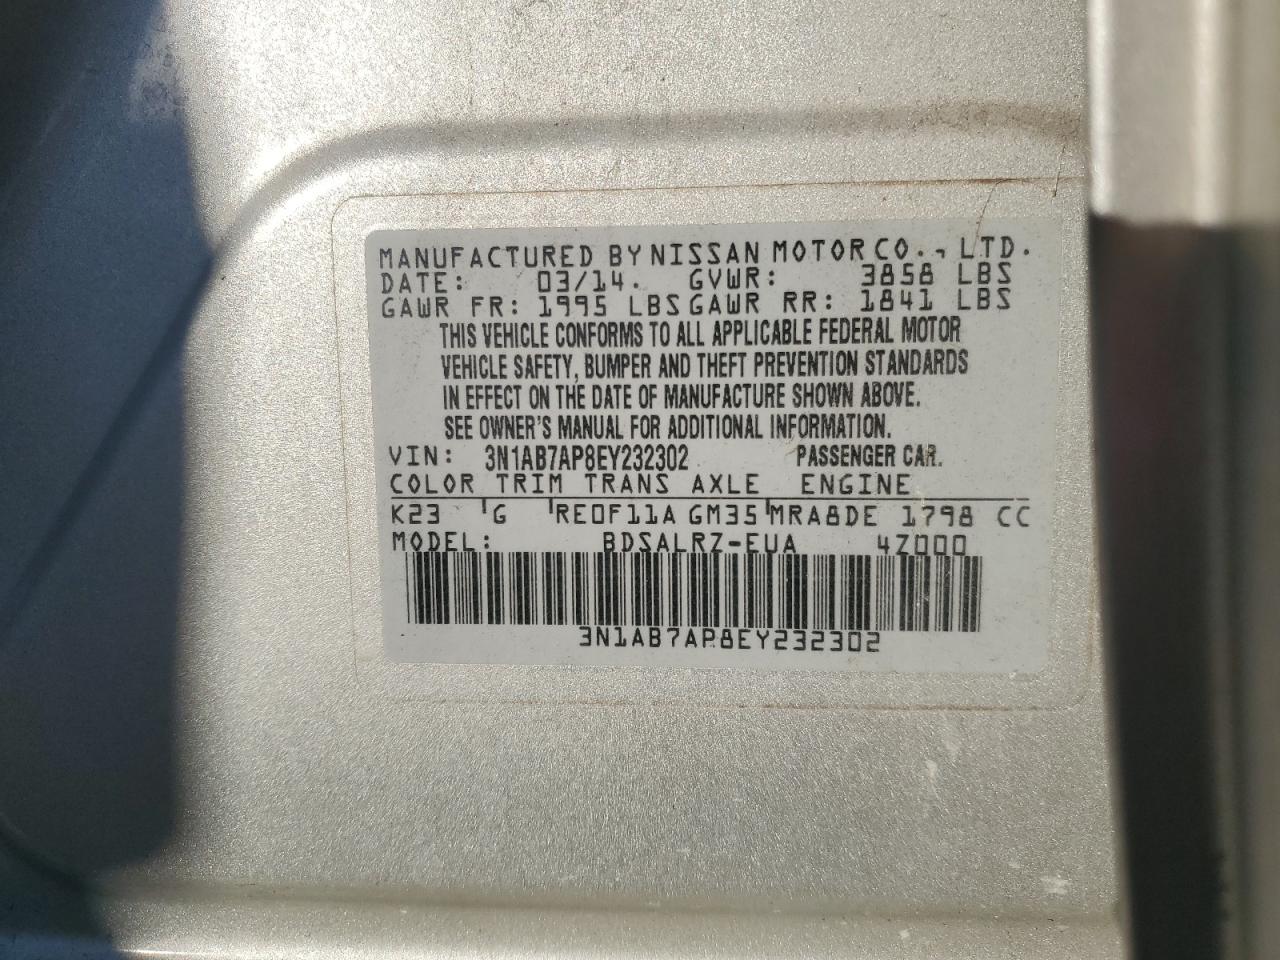 MANUFACTURED BY NISSAN MOTOR CO., LTD.
DATE: 03/14. GVWR: 3858 LBS
GAWR FR: 1995 LBS GAWR RR: 1841 LBS
THIS VEHICLE CONFORMS TO ALL APPLICABLE FEDERAL MOTOR
VEHICLE SAFETY, BUMPER AND THEFT PREVENTION STANDARDS
IN EFFECT ON THE DATE OF MANUFACTURE SHOWN ABOVE.
SEE OWNER'S MANUAL FOR ADDITIONAL INFORMATION.
VIN: 3N1AB7AP8EY232302 PASSENGER CAR.
COLOR TRIM TRANS AXLE ENGINE
K23 G RE0F11A GM35 MRA8DE 1798 CC
MODEL: BDSALRZ-EUA 4Z000
3N1AB7AP8EY232302